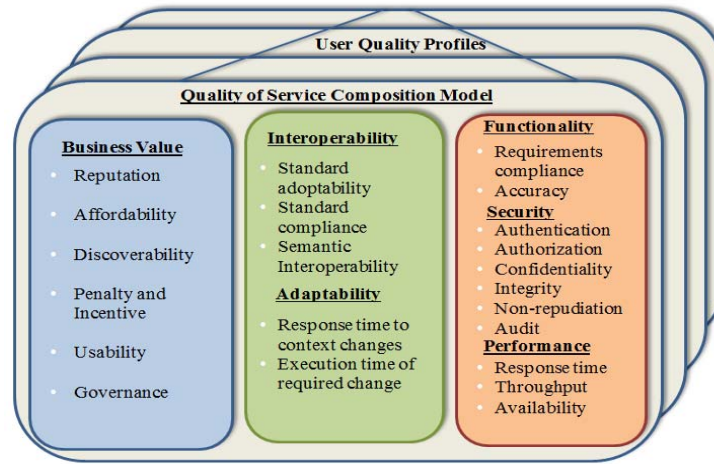 User Quality Profiles
Quality of Service Composition Model
Business Value
Reputation
Affordability
Discoverability
Penalty and
Incentive
Usability
Governance
Interoperability
Standard
adoptability
Standard
compliance
Semantic
Interoperability
Adaptability
Response time to
context changes
Execution time of
required change
Functionality
Requirements
compliance
Accuracy
Security
Authentication
Authorization
Confidentiality
Integrity
Non-repudiation
Audit
Performance
Response time
Throughput
Availability